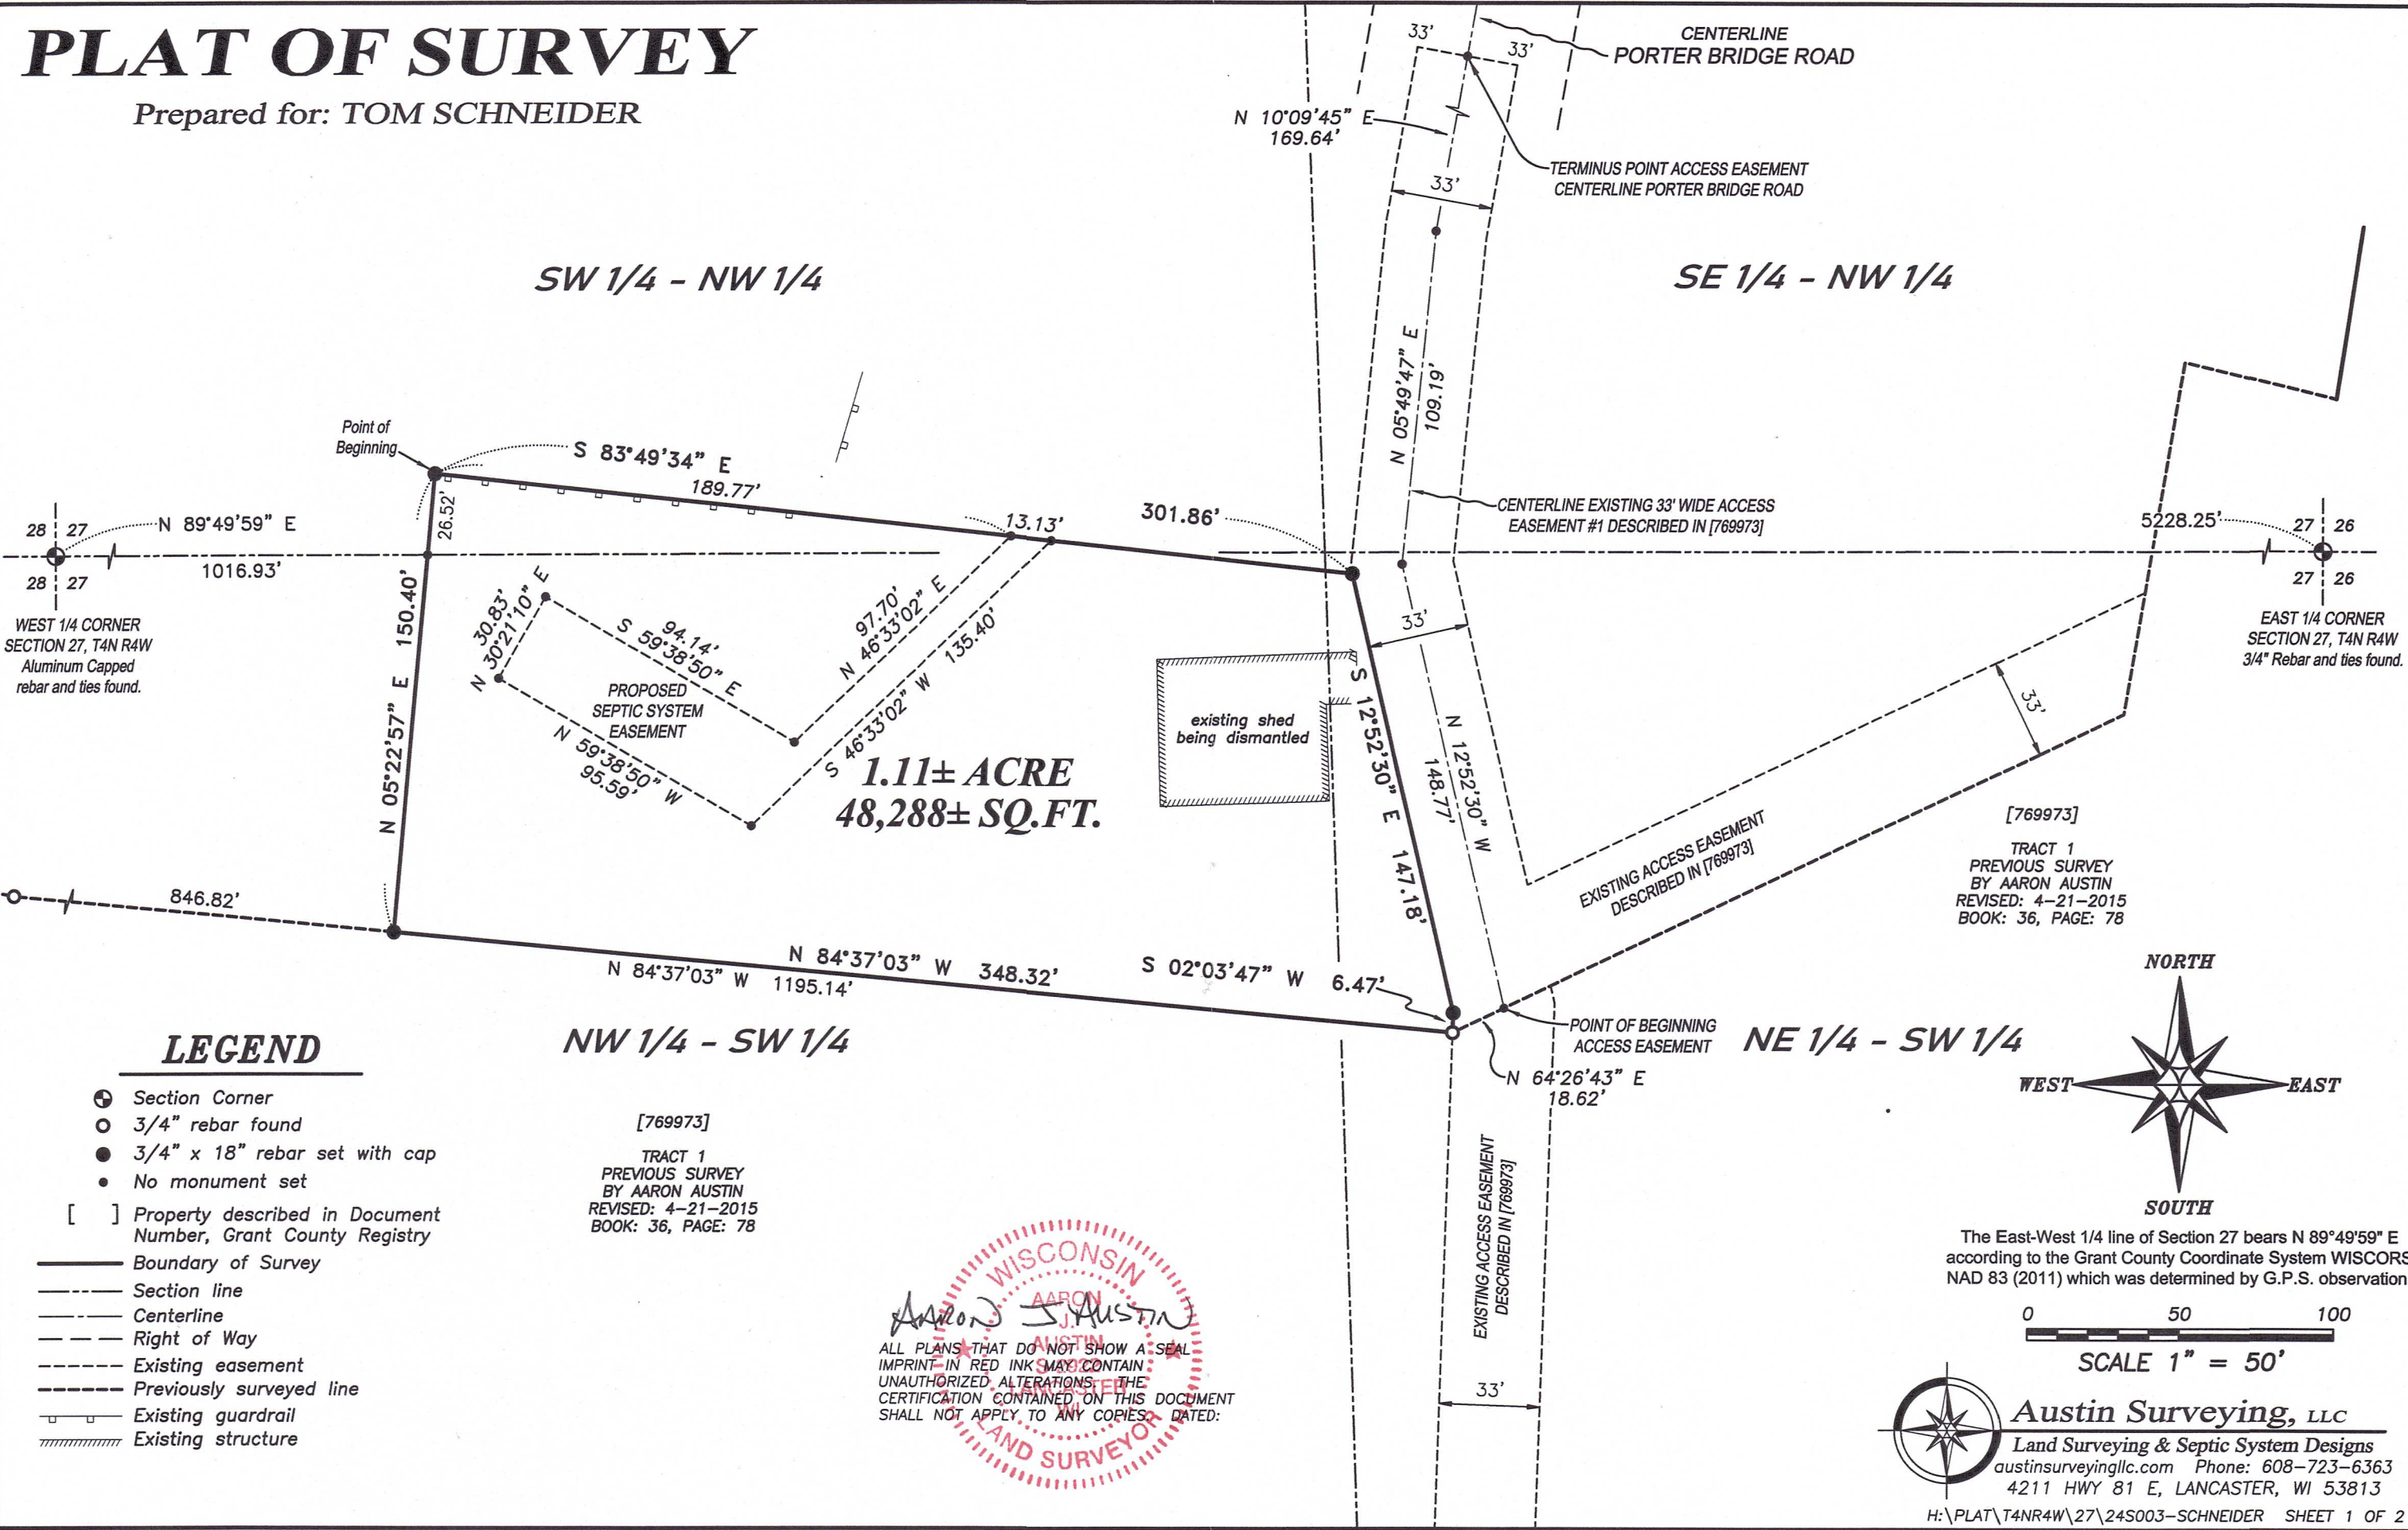 PLAT OF SURVEY
Prepared for: TOM SCHNEIDER
CENTERLINE
PORTER BRIDGE ROAD
33'
33'
N 10°09'45" E
169.64'
TERMINUS POINT ACCESS EASEMENT
CENTERLINE PORTER BRIDGE ROAD
33'
SW 1/4 - NW 1/4
SE 1/4 - NW 1/4
N 05°49'47" E
109.19'
Point of
Beginning
S 83°49'34" E
189.77'
26.52'
13.13'
301.86'
CENTERLINE EXISTING 33' WIDE ACCESS
EASEMENT #1 DESCRIBED IN [769973]
28 27
N 89°49'59" E
1016.93'
28 27
WEST 1/4 CORNER
SECTION 27, T4N R4W
Aluminum Capped
rebar and ties found.
5228.25'
27 26
27 26
EAST 1/4 CORNER
SECTION 27, T4N R4W
3/4" Rebar and ties found.
N 05°22'57" E 150.40'
30.83'
N 30°21'10" E
94.14'
S 59°38'50" E
97.70'
N 46°33'02" E
S 46°33'02" W 135.40'
PROPOSED
SEPTIC SYSTEM
EASEMENT
N 59°38'50" W
95.59'
1.11± ACRE
48,288± SQ.FT.
existing shed
being dismantled
33'
S 12°52'30" E 147.18'
N 12°52'30" W
148.77'
33'
EXISTING ACCESS EASEMENT
DESCRIBED IN [769973]
[769973]
TRACT 1
PREVIOUS SURVEY
BY AARON AUSTIN
REVISED: 4-21-2015
BOOK: 36, PAGE: 78
846.82'
N 84°37'03" W 348.32'
N 84°37'03" W 1195.14'
S 02°03'47" W 6.47'
POINT OF BEGINNING
ACCESS EASEMENT
N 64°26'43" E
18.62'
NW 1/4 - SW 1/4
NE 1/4 - SW 1/4
LEGEND
Section Corner
3/4" rebar found
3/4" x 18" rebar set with cap
No monument set
[ ] Property described in Document
Number, Grant County Registry
Boundary of Survey
Section line
Centerline
Right of Way
Existing easement
Previously surveyed line
Existing guardrail
Existing structure
[769973]
TRACT 1
PREVIOUS SURVEY
BY AARON AUSTIN
REVISED: 4-21-2015
BOOK: 36, PAGE: 78
WISCONSIN
AARON
J.
AUSTIN
LANCASTER
WI
LAND SURVEYOR
AARON J. AUSTIN
ALL PLANS THAT DO NOT SHOW A SEAL
IMPRINT IN RED INK MAY CONTAIN
UNAUTHORIZED ALTERATIONS. THE
CERTIFICATION CONTAINED ON THIS DOCUMENT
SHALL NOT APPLY TO ANY COPIES. DATED:
EXISTING ACCESS EASEMENT
DESCRIBED IN [769973]
33'
NORTH
WEST
EAST
SOUTH
The East-West 1/4 line of Section 27 bears N 89°49'59" E
according to the Grant County Coordinate System WISCORS
NAD 83 (2011) which was determined by G.P.S. observation
0 50 100
SCALE 1" = 50'
Austin Surveying, LLC
Land Surveying & Septic System Designs
austinsurveyingllc.com Phone: 608-723-6363
4211 HWY 81 E, LANCASTER, WI 53813
H:\PLAT\T4NR4W\27\24S003-SCHNEIDER SHEET 1 OF 2